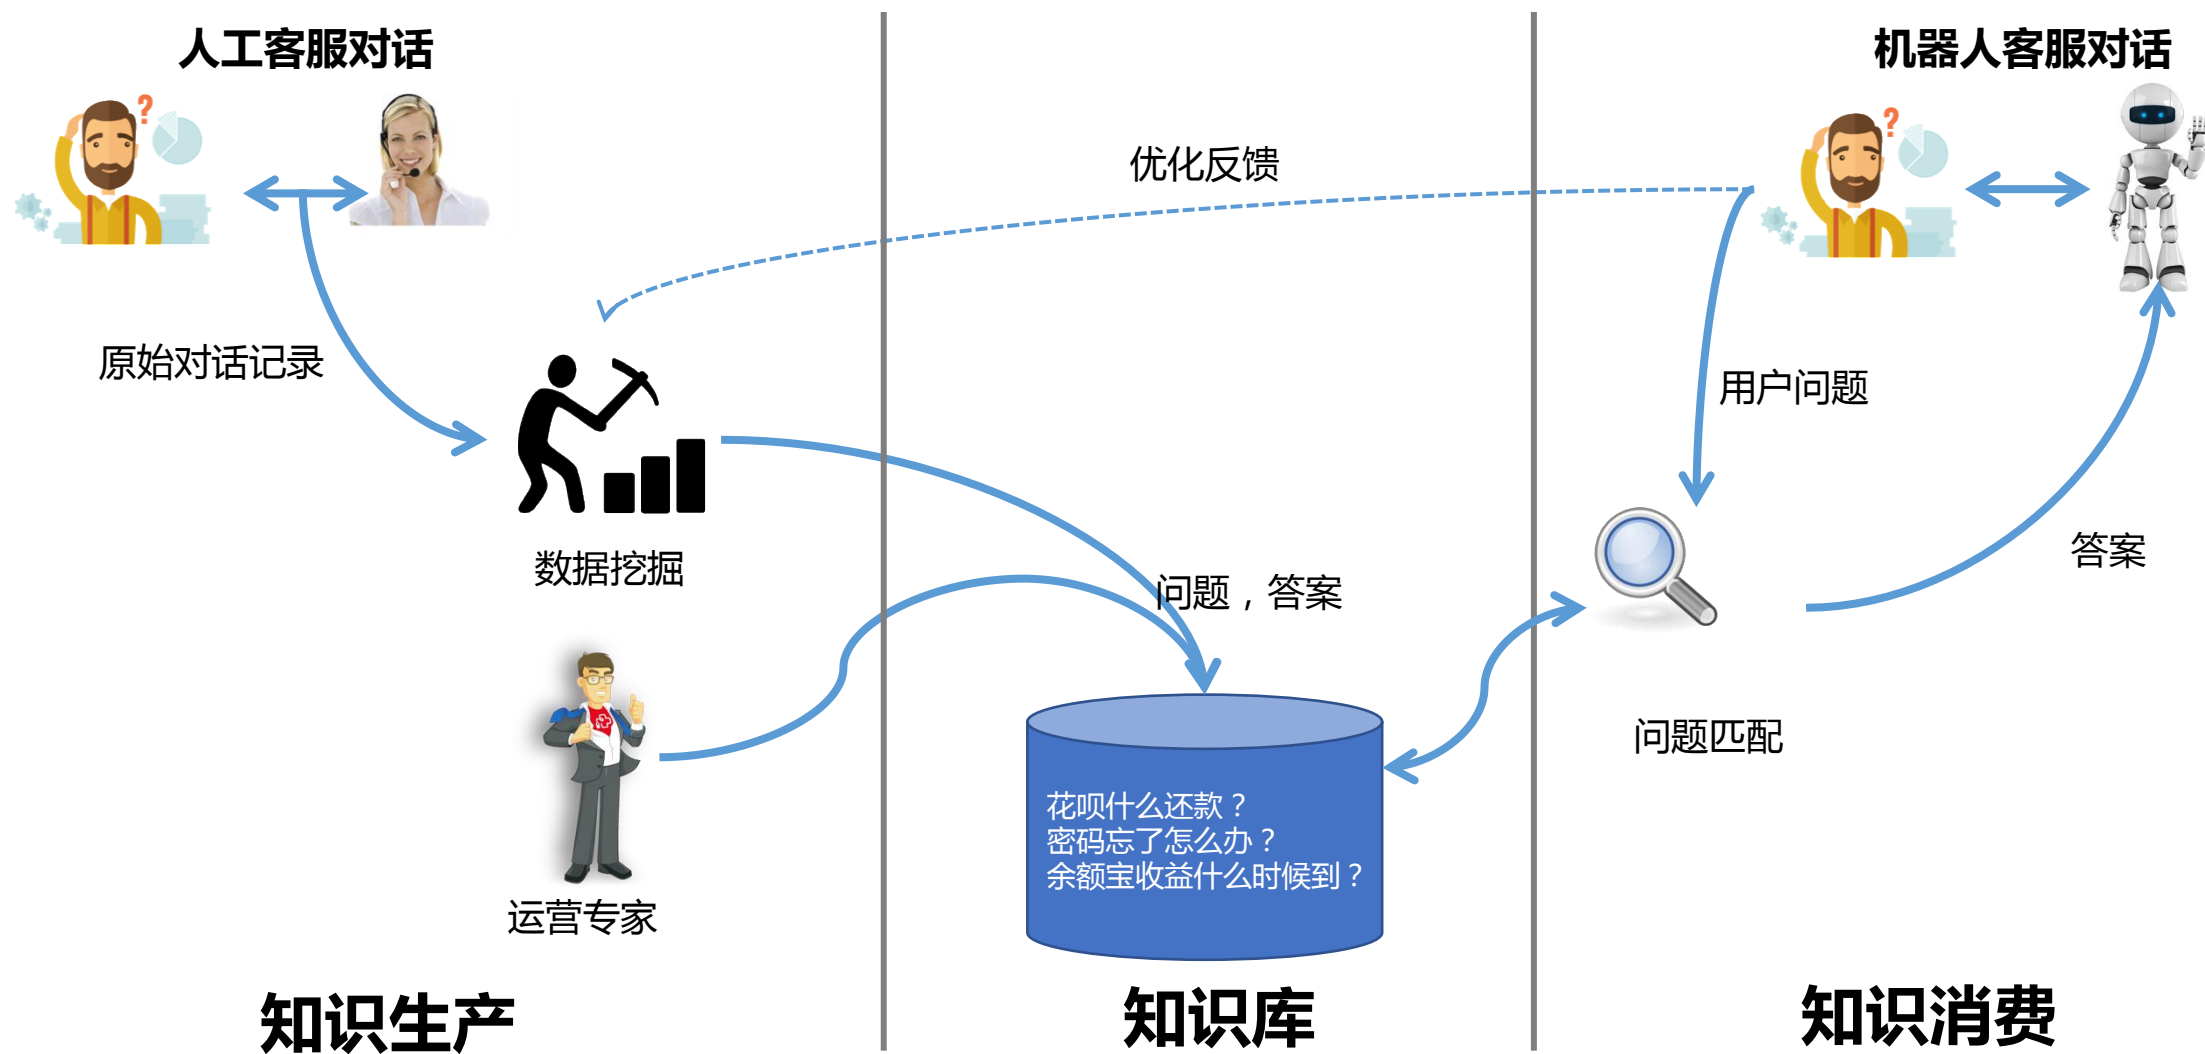 人工客服对话
机器人客服对话
优化反馈
原始对话记录
用户问题
数据挖掘
问题，答案
答案
问题匹配
花呗什么还款？
密码忘了怎么办？
余额宝收益什么时候到？
运营专家
知识生产
知识库
知识消费